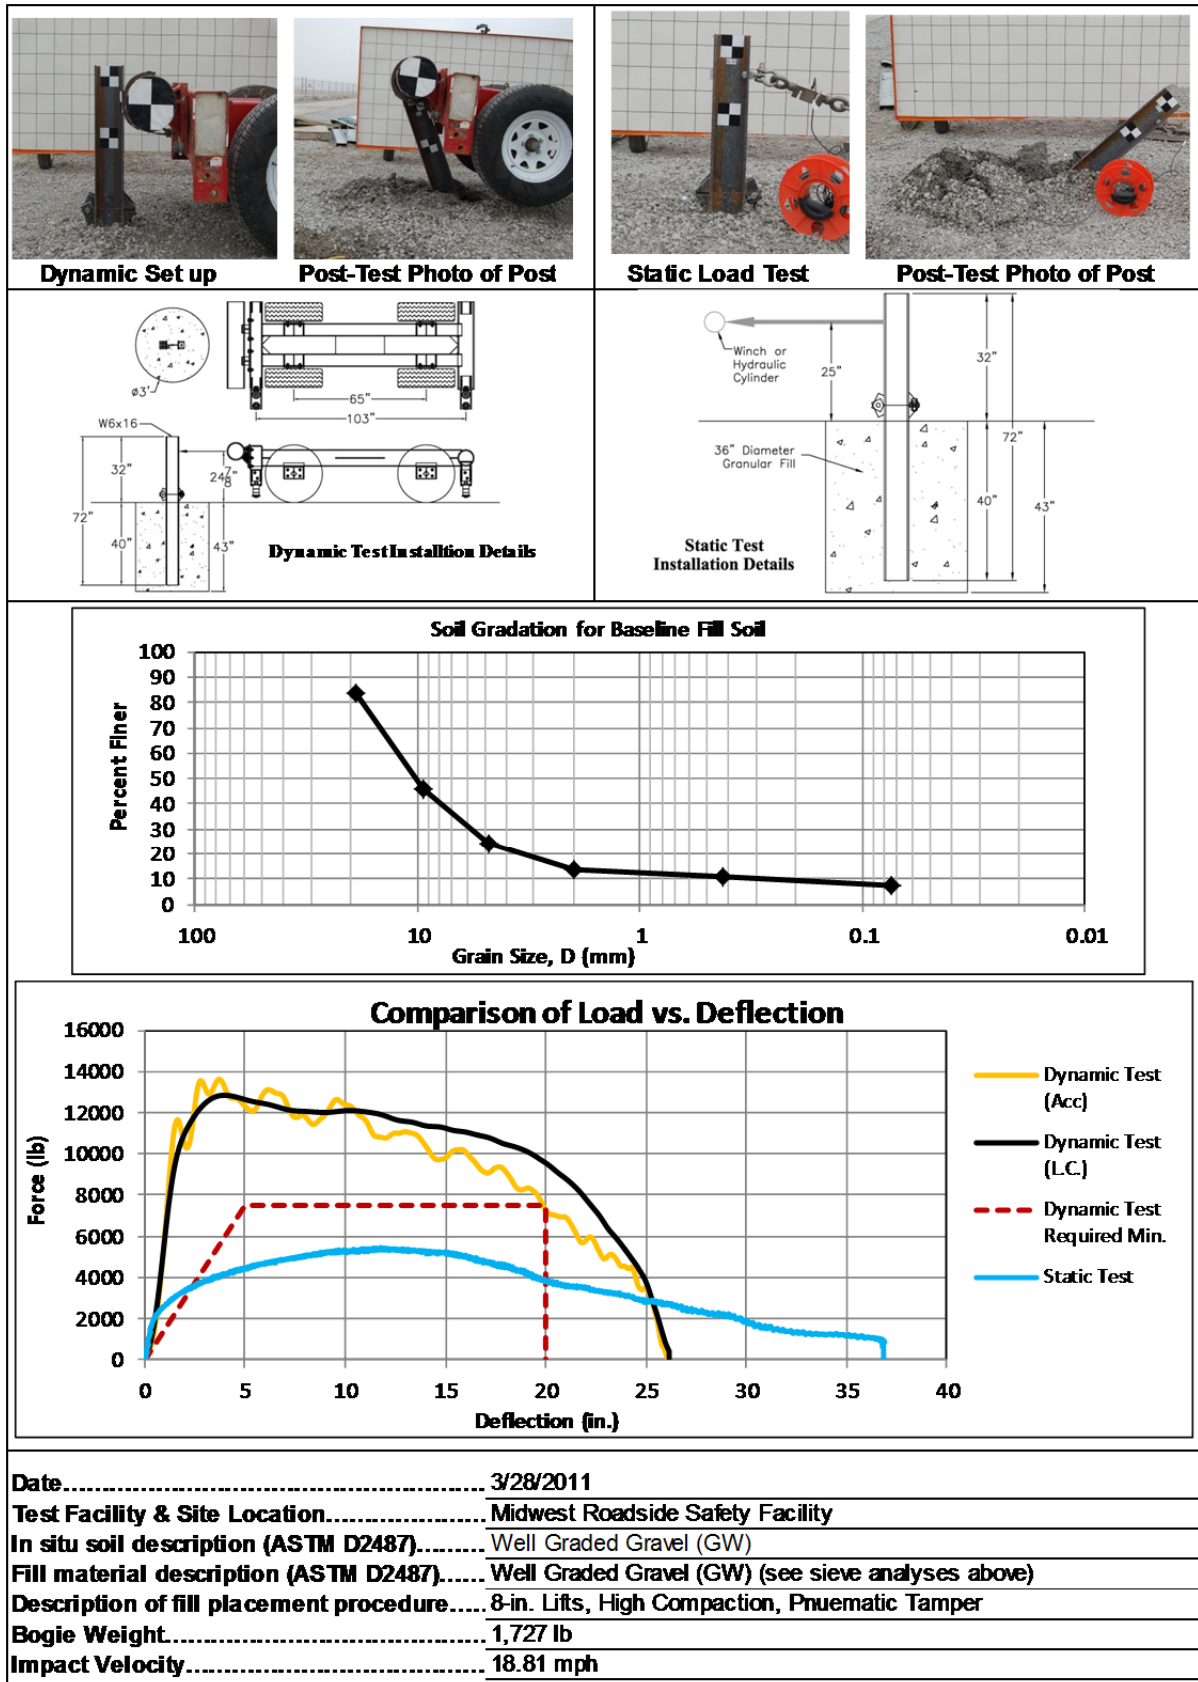 Dynamic Set up
Post-Test Photo of Post
Static Load Test
Post-Test Photo of Post
ø3'
65"
103"
W6x16
32"
72"
40"
43"
24 7/8"
Dynamic Test Installtion Details
Winch or
Hydraulic
Cylinder
25"
32"
72"
36" Diameter
Granular Fill
40"
43"
Static Test
Installation Details
Soil Gradation for Baseline Fill Soil
Percent Finer
100
90
80
70
60
50
40
30
20
10
0
100 10 1 0.1 0.01
Grain Size, D (mm)
Comparison of Load vs. Deflection
Force (lb)
16000
14000
12000
10000
8000
6000
4000
2000
0
0 5 10 15 20 25 30 35 40
Deflection (in.)
Dynamic Test
(Acc)
Dynamic Test
(L.C.)
Dynamic Test
Required Min.
Static Test
Date.................................................... 3/28/2011
Test Facility & Site Location.................... Midwest Roadside Safety Facility
In situ soil description (ASTM D2487)......... Well Graded Gravel (GW)
Fill material description (ASTM D2487)...... Well Graded Gravel (GW) (see sieve analyses above)
Description of fill placement procedure..... 8-in. Lifts, High Compaction, Pnuematic Tamper
Bogie Weight........................................ 1,727 lb
Impact Velocity..................................... 18.81 mph